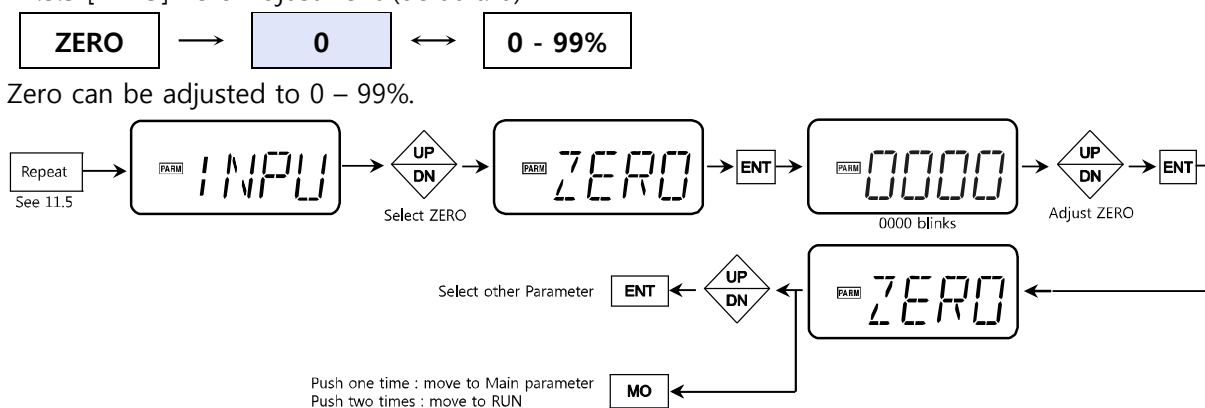 ZERO → 0 ↔ 0 - 99%
Zero can be adjusted to 0 – 99%.
Repeat
See 11.5
PARM INPU
UP
DN
Select ZERO
PARM ZERO
ENT
PARM 0000
0000 blinks
UP
DN
Adjust ZERO
ENT
Select other Parameter
ENT
UP
DN
PARM ZERO
Push one time : move to Main parameter
Push two times : move to RUN
MO